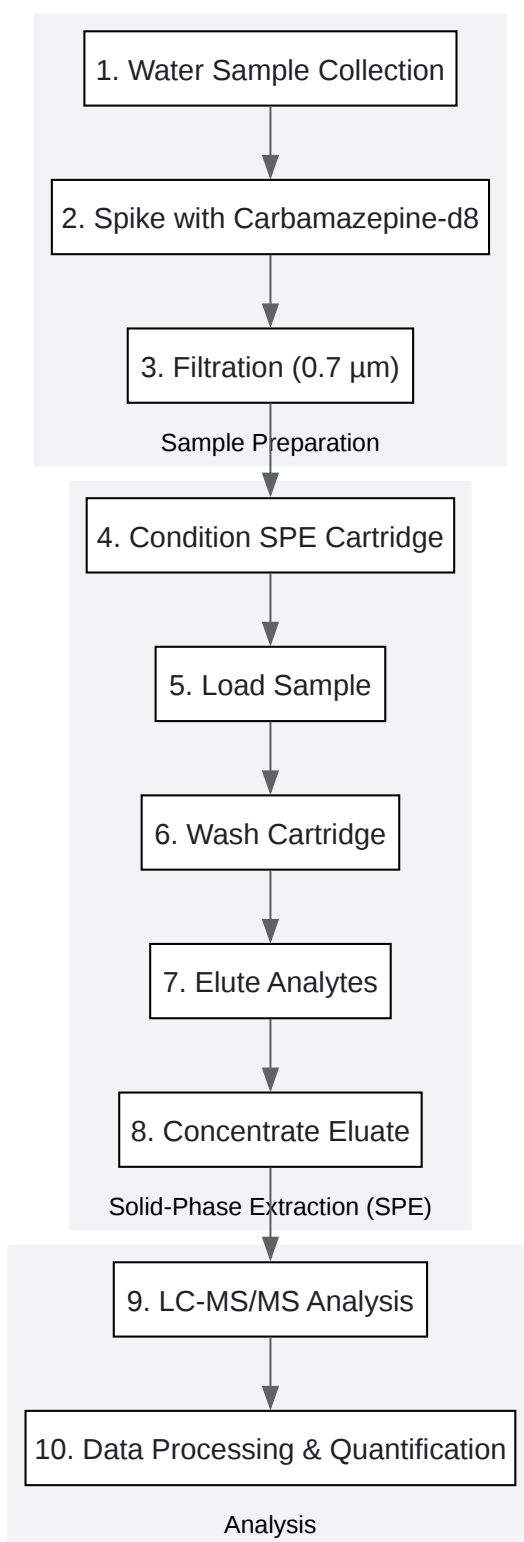 1. Water Sample Collection
2. Spike with Carbamazepine-d8
3. Filtration (0.7 µm)
Sample Preparation
4. Condition SPE Cartridge
5. Load Sample
6. Wash Cartridge
7. Elute Analytes
8. Concentrate Eluate
Solid-Phase Extraction (SPE)
9. LC-MS/MS Analysis
10. Data Processing & Quantification
Analysis